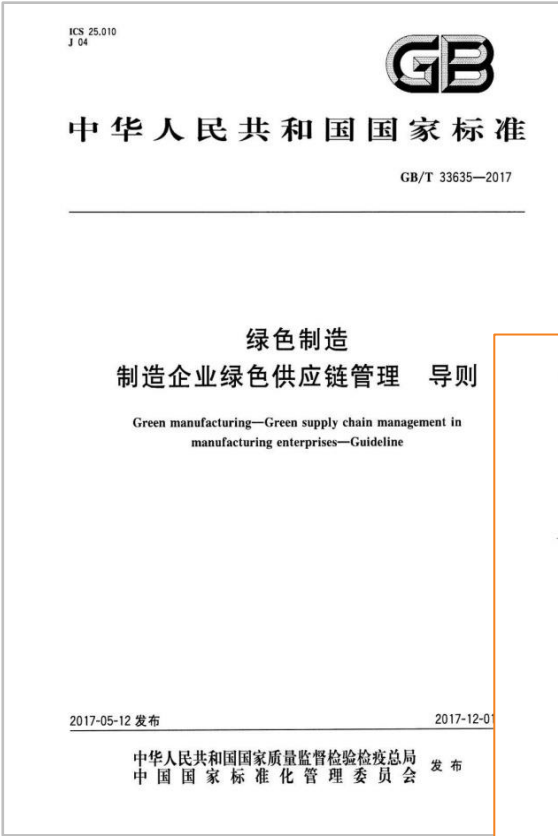 ICS 25.010
J 04
GB
中华人民共和国国家标准
GB/T 33635—2017
绿色制造
制造企业绿色供应链管理 导则
Green manufacturing—Green supply chain management in
manufacturing enterprises—Guideline
2017-05-12 发布
2017-12-01
中华人民共和国国家质量监督检验检疫总局
中国国家标准化管理委员会
发布